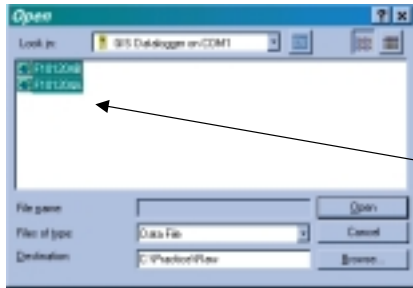 Open
Look in: GIS Datalogger on COM1
File name: Open
Files of type: Data File Cancel
Destination: C:\Practice\Raw Browse...